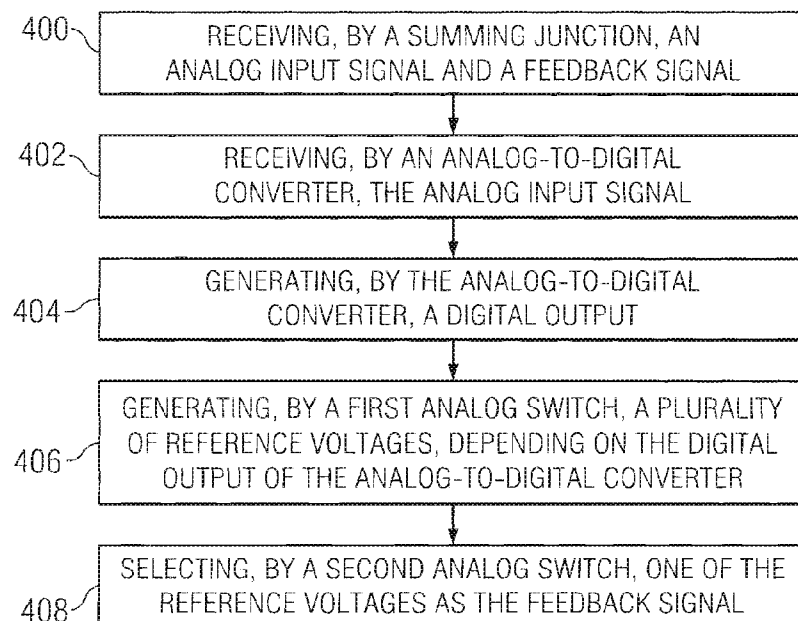 400
RECEIVING, BY A SUMMING JUNCTION, AN
ANALOG INPUT SIGNAL AND A FEEDBACK SIGNAL
402
RECEIVING, BY AN ANALOG-TO-DIGITAL
CONVERTER, THE ANALOG INPUT SIGNAL
404
GENERATING, BY THE ANALOG-TO-DIGITAL
CONVERTER, A DIGITAL OUTPUT
406
GENERATING, BY A FIRST ANALOG SWITCH, A PLURALITY
OF REFERENCE VOLTAGES, DEPENDING ON THE DIGITAL
OUTPUT OF THE ANALOG-TO-DIGITAL CONVERTER
408
SELECTING, BY A SECOND ANALOG SWITCH, ONE OF THE
REFERENCE VOLTAGES AS THE FEEDBACK SIGNAL